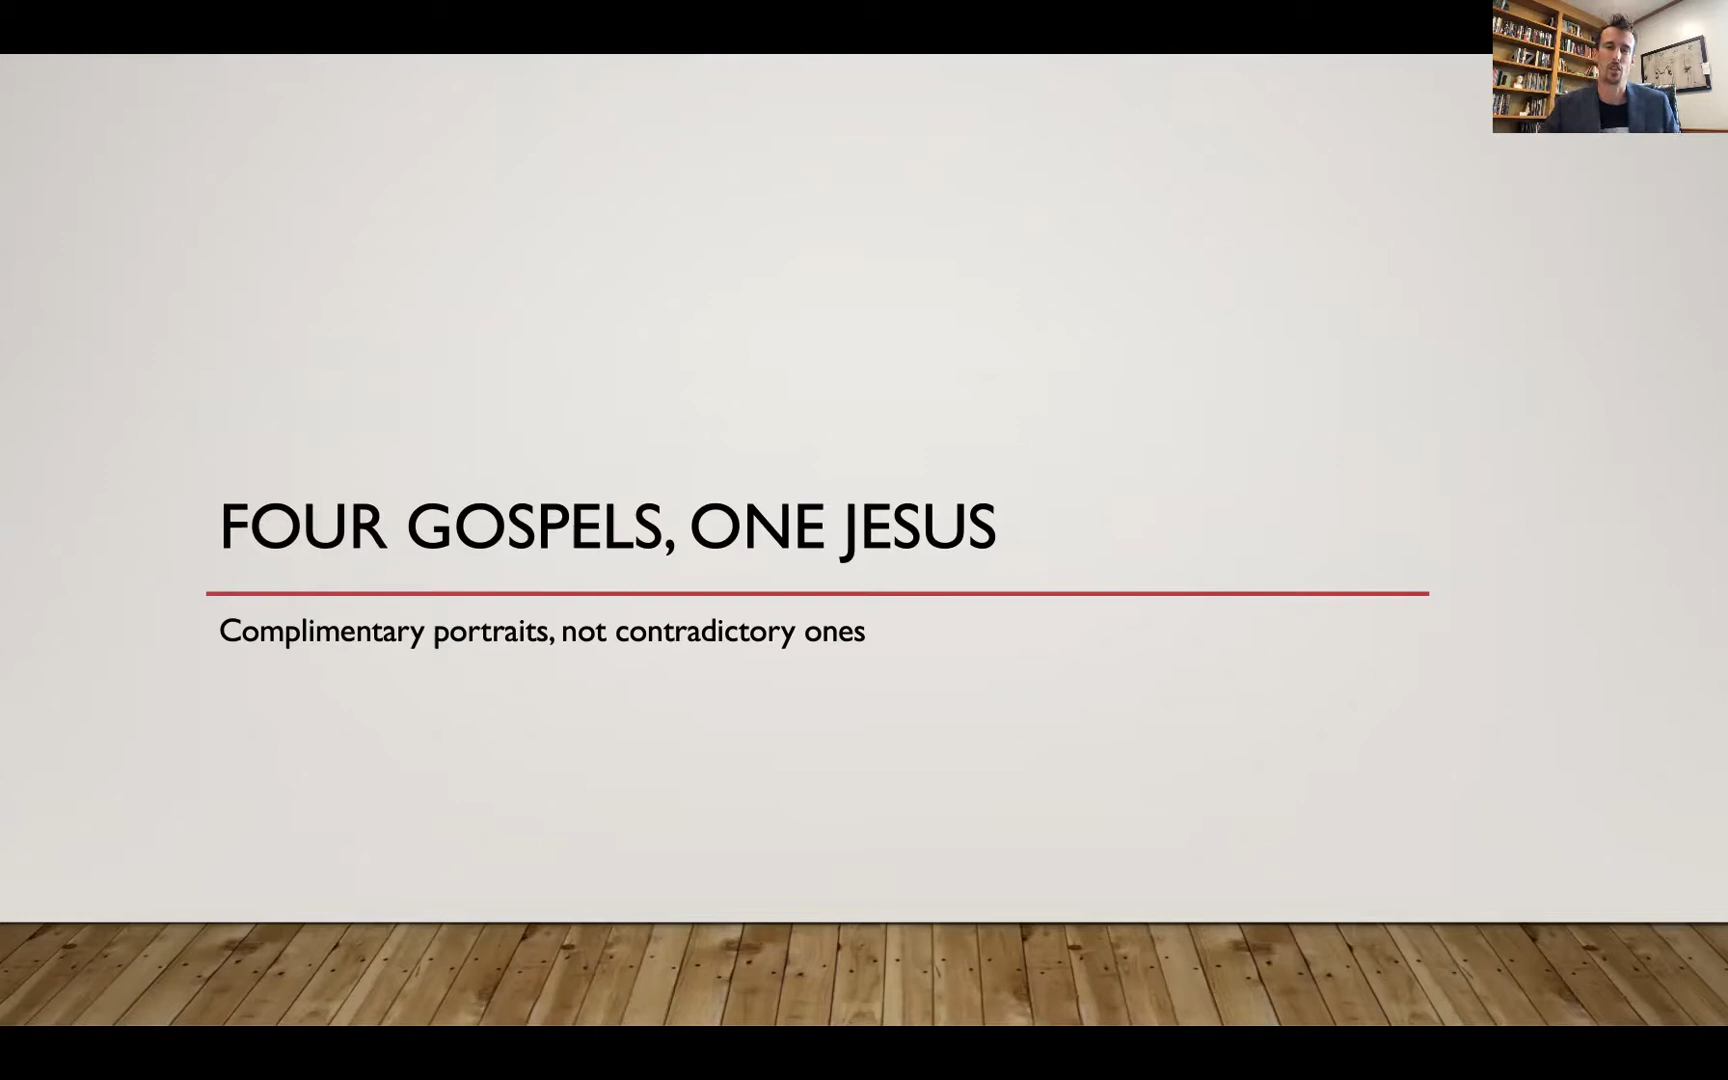 FOUR GOSPELS, ONE JESUS
Complimentary portraits, not contradictory ones